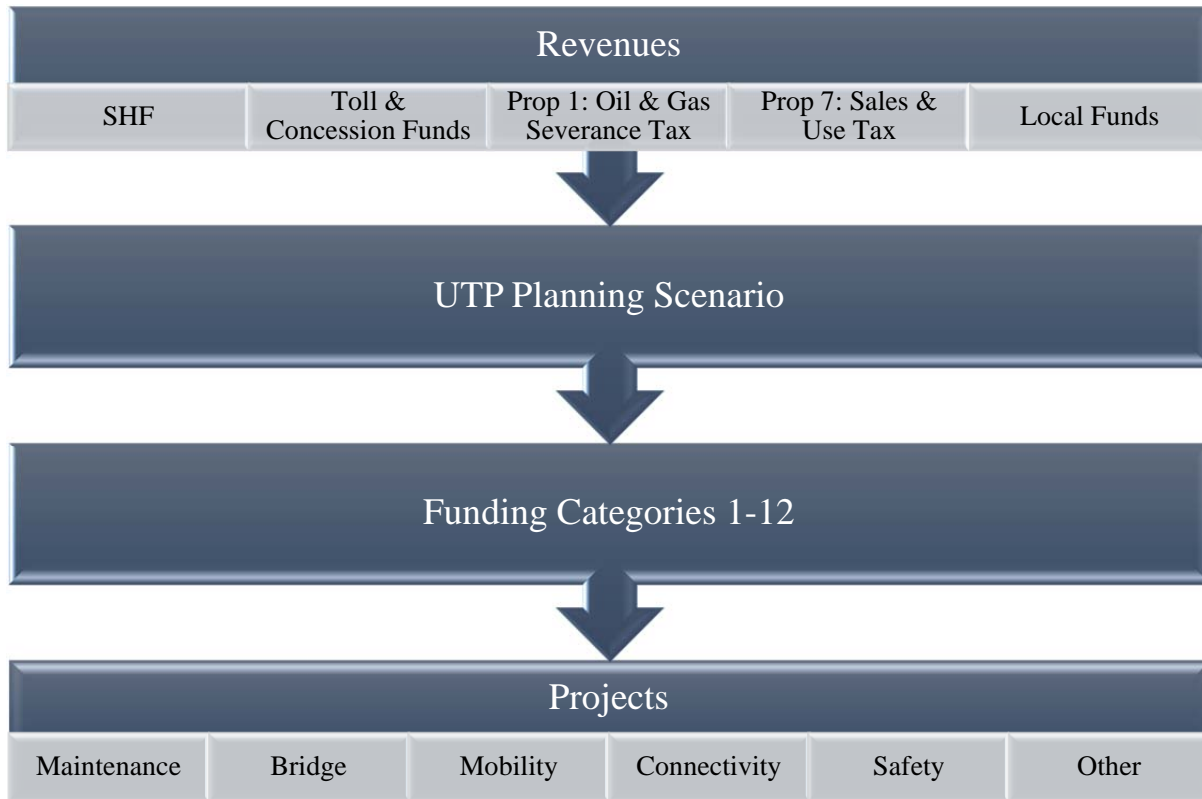 Revenues
SHF
Toll &
Concession Funds
Prop 1: Oil & Gas
Severance Tax
Prop 7: Sales &
Use Tax
Local Funds
UTP Planning Scenario
Funding Categories 1-12
Projects
Maintenance
Bridge
Mobility
Connectivity
Safety
Other